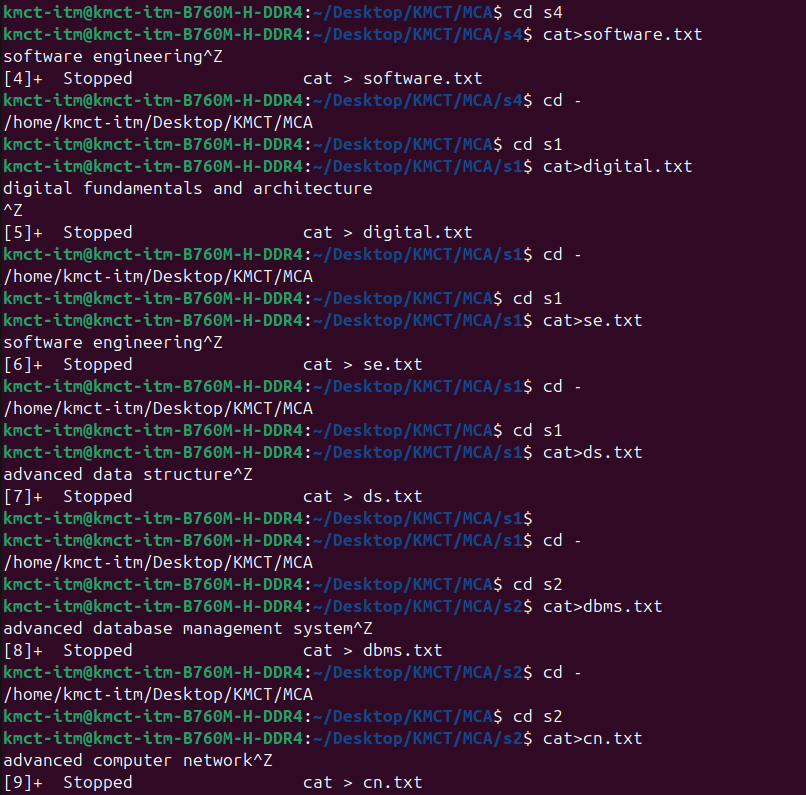 kmct-itm@kmct-itm-B760M-H-DDR4:~/Desktop/KMCT/MCA$ cd s4
kmct-itm@kmct-itm-B760M-H-DDR4:~/Desktop/KMCT/MCA/s4$ cat>software.txt
software engineering^Z
[4]+  Stopped                 cat > software.txt
kmct-itm@kmct-itm-B760M-H-DDR4:~/Desktop/KMCT/MCA/s4$ cd -
/home/kmct-itm/Desktop/KMCT/MCA
kmct-itm@kmct-itm-B760M-H-DDR4:~/Desktop/KMCT/MCA$ cd s1
kmct-itm@kmct-itm-B760M-H-DDR4:~/Desktop/KMCT/MCA/s1$ cat>digital.txt
digital fundamentals and architecture
^Z
[5]+  Stopped                 cat > digital.txt
kmct-itm@kmct-itm-B760M-H-DDR4:~/Desktop/KMCT/MCA/s1$ cd -
/home/kmct-itm/Desktop/KMCT/MCA
kmct-itm@kmct-itm-B760M-H-DDR4:~/Desktop/KMCT/MCA$ cd s1
kmct-itm@kmct-itm-B760M-H-DDR4:~/Desktop/KMCT/MCA/s1$ cat>se.txt
software engineering^Z
[6]+  Stopped                 cat > se.txt
kmct-itm@kmct-itm-B760M-H-DDR4:~/Desktop/KMCT/MCA/s1$ cd -
/home/kmct-itm/Desktop/KMCT/MCA
kmct-itm@kmct-itm-B760M-H-DDR4:~/Desktop/KMCT/MCA$ cd s1
kmct-itm@kmct-itm-B760M-H-DDR4:~/Desktop/KMCT/MCA/s1$ cat>ds.txt
advanced data structure^Z
[7]+  Stopped                 cat > ds.txt
kmct-itm@kmct-itm-B760M-H-DDR4:~/Desktop/KMCT/MCA/s1$
kmct-itm@kmct-itm-B760M-H-DDR4:~/Desktop/KMCT/MCA/s1$ cd -
/home/kmct-itm/Desktop/KMCT/MCA
kmct-itm@kmct-itm-B760M-H-DDR4:~/Desktop/KMCT/MCA$ cd s2
kmct-itm@kmct-itm-B760M-H-DDR4:~/Desktop/KMCT/MCA/s2$ cat>dbms.txt
advanced database management system^Z
[8]+  Stopped                 cat > dbms.txt
kmct-itm@kmct-itm-B760M-H-DDR4:~/Desktop/KMCT/MCA/s2$ cd -
/home/kmct-itm/Desktop/KMCT/MCA
kmct-itm@kmct-itm-B760M-H-DDR4:~/Desktop/KMCT/MCA$ cd s2
kmct-itm@kmct-itm-B760M-H-DDR4:~/Desktop/KMCT/MCA/s2$ cat>cn.txt
advanced computer network^Z
[9]+  Stopped                 cat > cn.txt